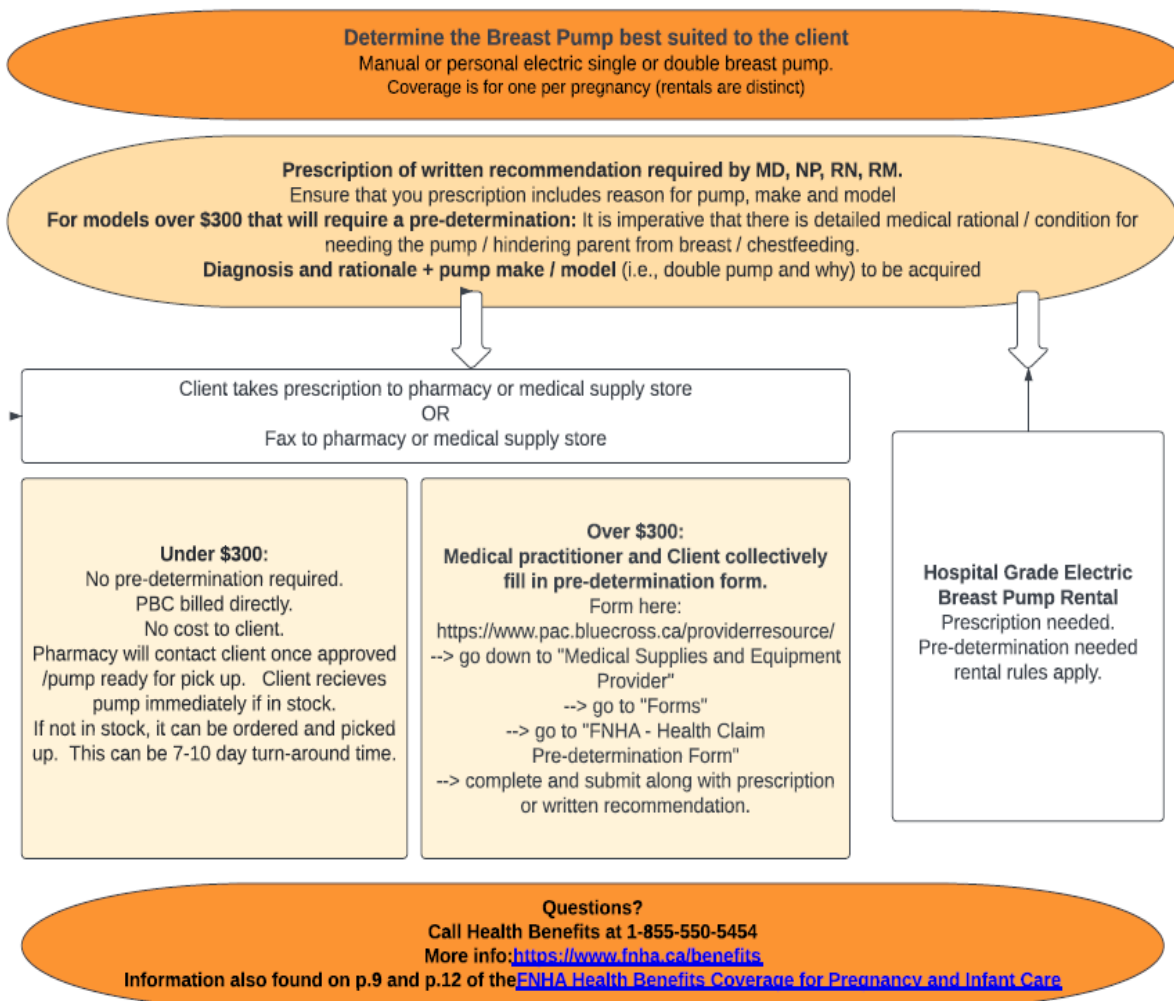 Determine the Breast Pump best suited to the client
Manual or personal electric single or double breast pump.
Coverage is for one per pregnancy (rentals are distinct)
Prescription of written recommendation required by MD, NP, RN, RM.
Ensure that you prescription includes reason for pump, make and model
For models over $300 that will require a pre-determination: It is imperative that there is detailed medical rational / condition for
needing the pump / hindering parent from breast / chestfeeding.
Diagnosis and rationale + pump make / model (i.e., double pump and why) to be acquired
Client takes prescription to pharmacy or medical supply store
OR
Fax to pharmacy or medical supply store
Under $300:
No pre-determination required.
PBC billed directly.
No cost to client.
Pharmacy will contact client once approved
/pump ready for pick up. Client recieves
pump immediately if in stock.
If not in stock, it can be ordered and picked
up. This can be 7-10 day turn-around time.
Over $300:
Medical practitioner and Client collectively
fill in pre-determination form.
Form here:
https://www.pac.bluecross.ca/providerresource/
--> go down to "Medical Supplies and Equipment
Provider"
--> go to "Forms"
--> go to "FNHA - Health Claim
Pre-determination Form"
--> complete and submit along with prescription
or written recommendation.
Hospital Grade Electric
Breast Pump Rental
Prescription needed.
Pre-determination needed
rental rules apply.
Questions?
Call Health Benefits at 1-855-550-5454
More info:https://www.fnha.ca/benefits
Information also found on p.9 and p.12 of theFNHA Health Benefits Coverage for Pregnancy and Infant Care